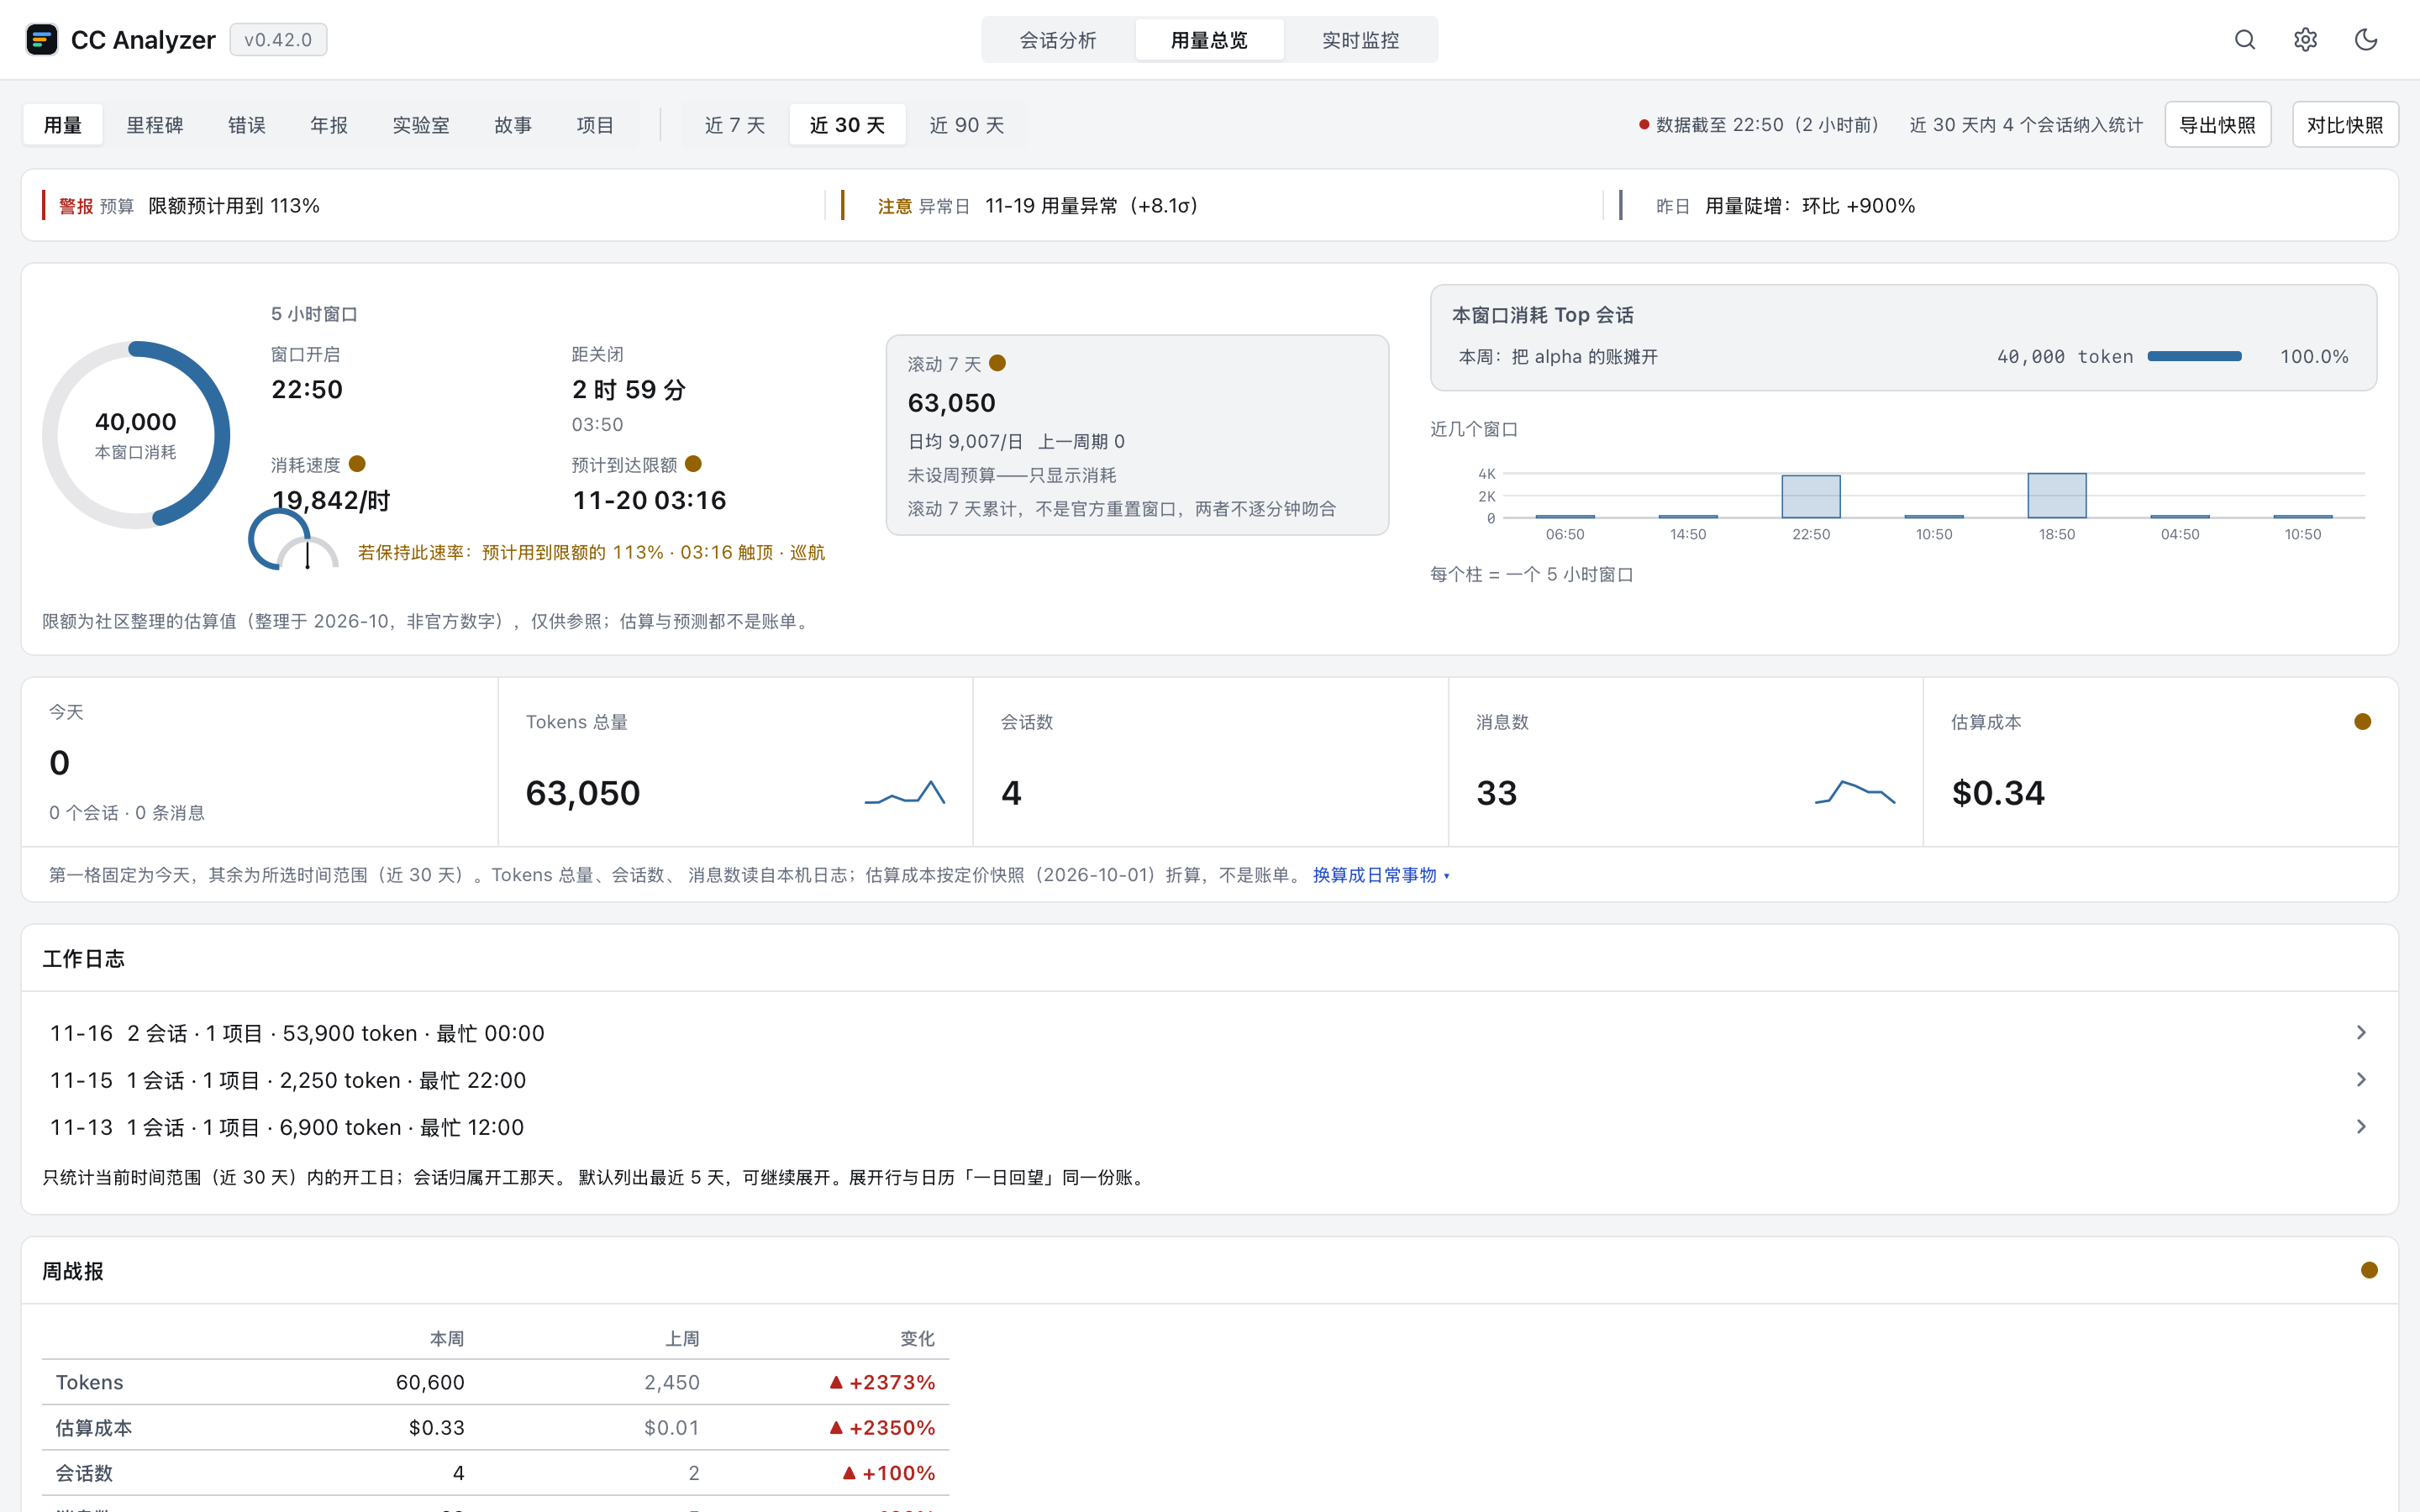 CC Analyzer v0.42.0
会话分析 用量总览 实时监控
用量 里程碑 错误 年报 实验室 故事 项目 近 7 天 近 30 天 近 90 天
数据截至 22:50（2 小时前） 近 30 天内 4 个会话纳入统计 导出快照 对比快照
警报 预算 限额预计用到 113%
注意 异常日 11-19 用量异常（+8.1σ）
昨日 用量陡增：环比 +900%
40,000
本窗口消耗
5 小时窗口
窗口开启
22:50
距关闭
2 时 59 分
03:50
消耗速度
19,842/时
预计到达限额
11-20 03:16
若保持此速率：预计用到限额的 113% · 03:16 触顶 · 巡航
滚动 7 天
63,050
日均 9,007/日 上一周期 0
未设周预算——只显示消耗
滚动 7 天累计，不是官方重置窗口，两者不逐分钟吻合
本窗口消耗 Top 会话
本周：把 alpha 的账摊开 40,000 token 100.0%
近几个窗口
4K
2K
0
06:50 14:50 22:50 10:50 18:50 04:50 10:50
每个柱 = 一个 5 小时窗口
限额为社区整理的估算值（整理于 2026-10，非官方数字），仅供参照；估算与预测都不是账单。
今天
0
0 个会话 · 0 条消息
Tokens 总量
63,050
会话数
4
消息数
33
估算成本
$0.34
第一格固定为今天，其余为所选时间范围（近 30 天）。Tokens 总量、会话数、 消息数读自本机日志；估算成本按定价快照（2026-10-01）折算，不是账单。 换算成日常事物 ▾
工作日志
11-16 2 会话 · 1 项目 · 53,900 token · 最忙 00:00
11-15 1 会话 · 1 项目 · 2,250 token · 最忙 22:00
11-13 1 会话 · 1 项目 · 6,900 token · 最忙 12:00
只统计当前时间范围（近 30 天）内的开工日；会话归属开工那天。 默认列出最近 5 天，可继续展开。展开行与日历「一日回望」同一份账。
周战报
本周 上周 变化
Tokens 60,600 2,450 ▲ +2373%
估算成本 $0.33 $0.01 ▲ +2350%
会话数 4 2 ▲ +100%